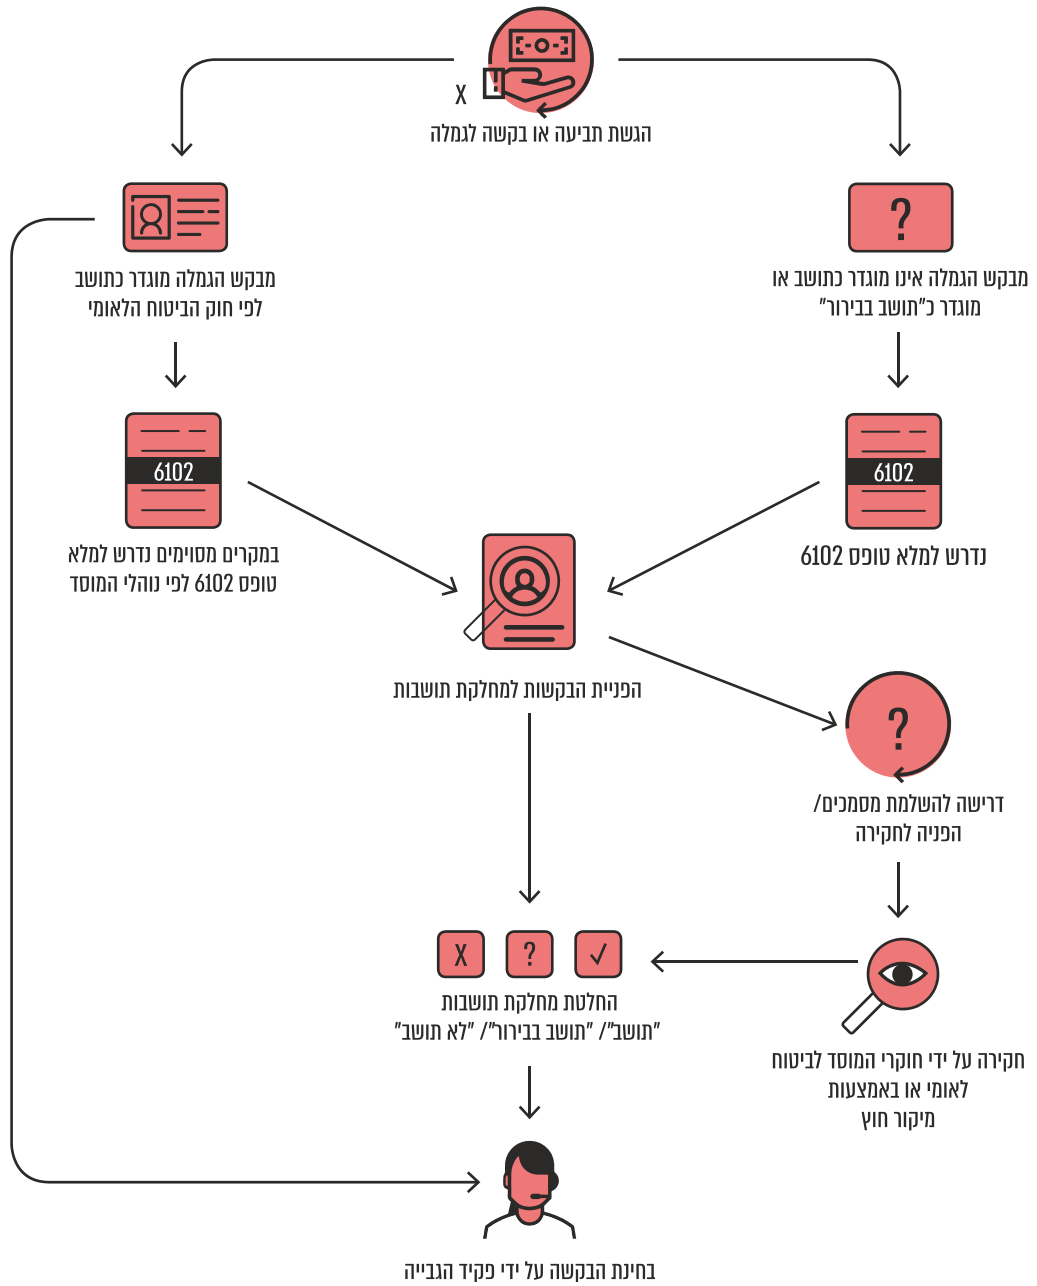 X
הגשת תביעה או בקשה לגמלה
?
מבקש הגמלה אינו מוגדר כתושב או
מוגדר כ"תושב בבירור"
מבקש הגמלה מוגדר כתושב
לפי חוק הביטוח הלאומי
6102
נדרש למלא טופס 6102
6102
במקרים מסוימים נדרש למלא
טופס 6102 לפי נוהלי המוסד
הפניית הבקשות למחלקת תושבות
?
דרישה להשלמת מסמכים/
הפניה לחקירה
חקירה על ידי חוקרי המוסד לביטוח
לאומי או באמצעות
מיקור חוץ
X ? ✓
החלטת מחלקת תושבות
"תושב"/ "תושב בבירור"/ "לא תושב"
בחינת הבקשה על ידי פקיד הגבייה